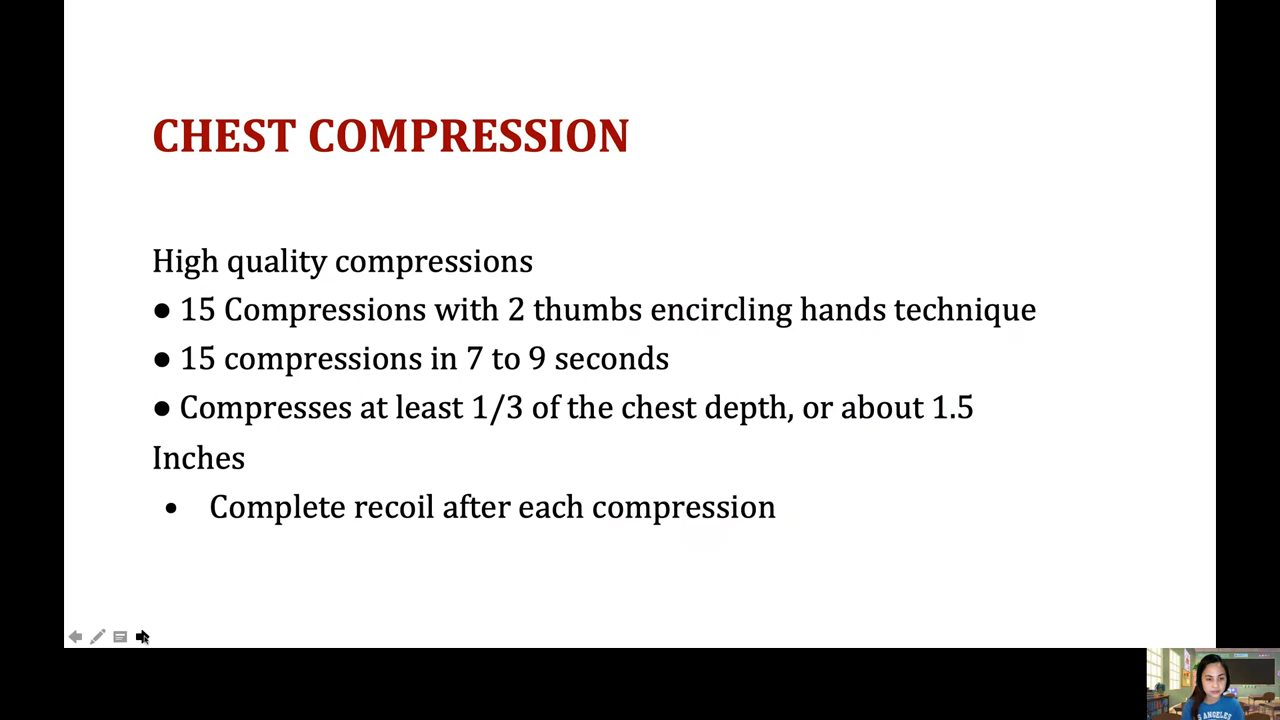 CHEST COMPRESSION
High quality compressions
● 15 Compressions with 2 thumbs encircling hands technique
● 15 compressions in 7 to 9 seconds
● Compresses at least 1/3 of the chest depth, or about 1.5
Inches
• Complete recoil after each compression
ANGELES